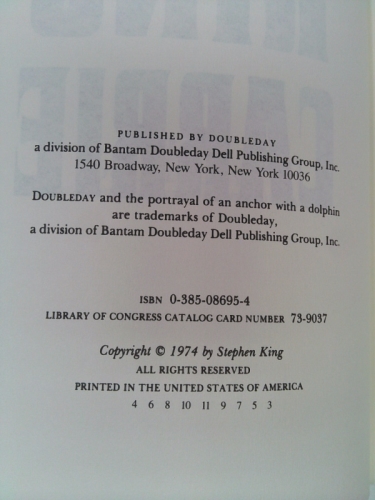 PUBLISHED BY DOUBLEDAY
a division of Bantam Doubleday Dell Publishing Group, Inc.
1540 Broadway, New York, New York 10036
DOUBLEDAY and the portrayal of an anchor with a dolphin
are trademarks of Doubleday,
a division of Bantam Doubleday Dell Publishing Group, Inc.
ISBN 0-385-08695-4
LIBRARY OF CONGRESS CATALOG CARD NUMBER 73-9037
Copyright © 1974 by Stephen King
ALL RIGHTS RESERVED
PRINTED IN THE UNITED STATES OF AMERICA
4 6 8 10 11 9 7 5 3